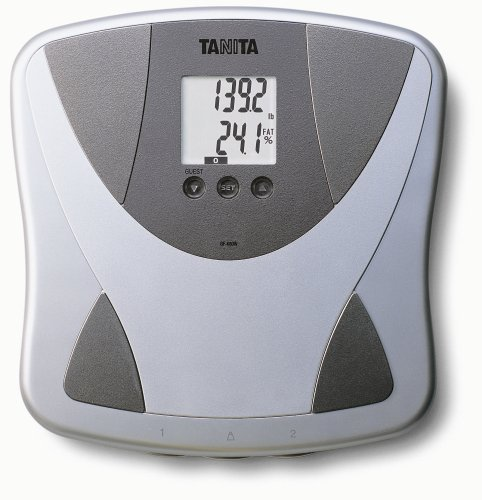 TANITA
139.2
lb
24.1
FAT
%
0
GUEST
SET
1 2